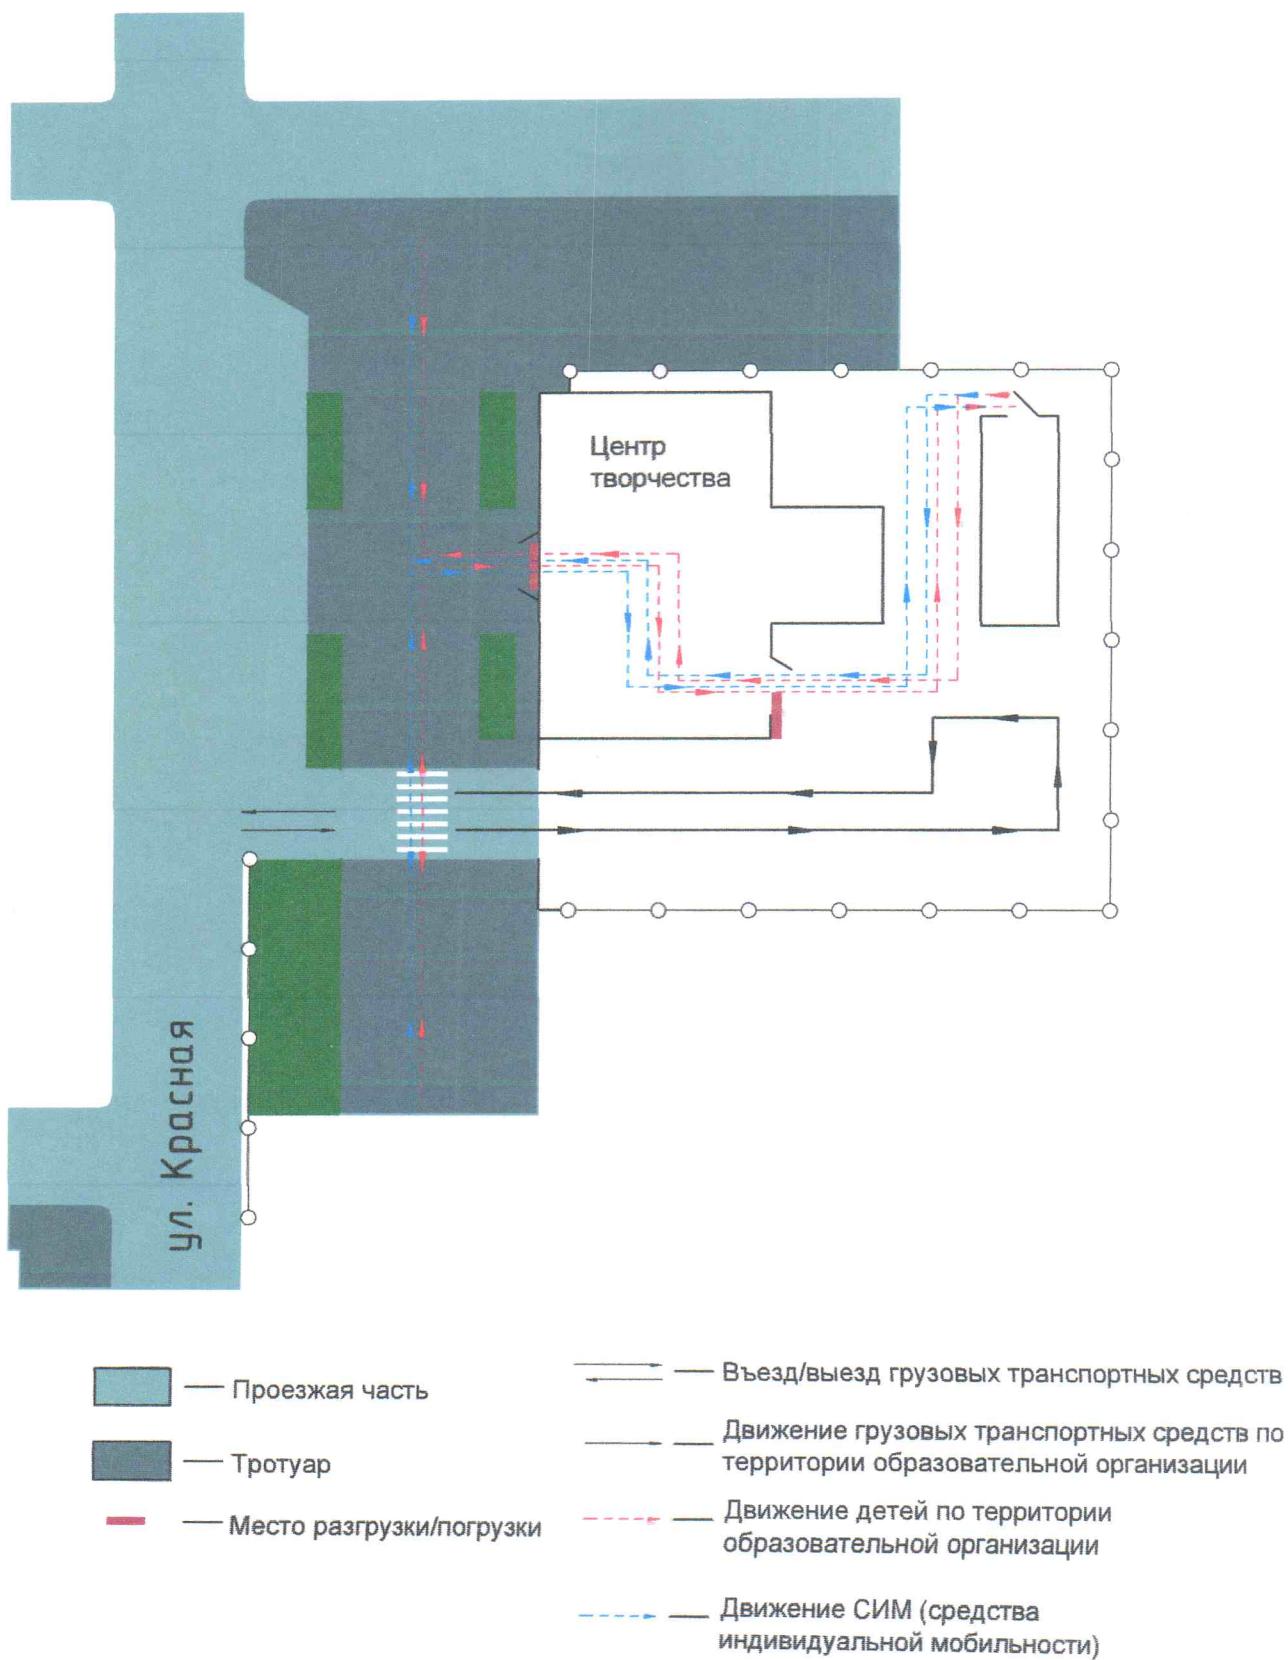 Центр
творчества
ул. Красная
Проезжая часть
Тротуар
Место разгрузки/погрузки
Въезд/выезд грузовых транспортных средств
Движение грузовых транспортных средств по
территории образовательной организации
Движение детей по территории
образовательной организации
Движение СИМ (средства
индивидуальной мобильности)